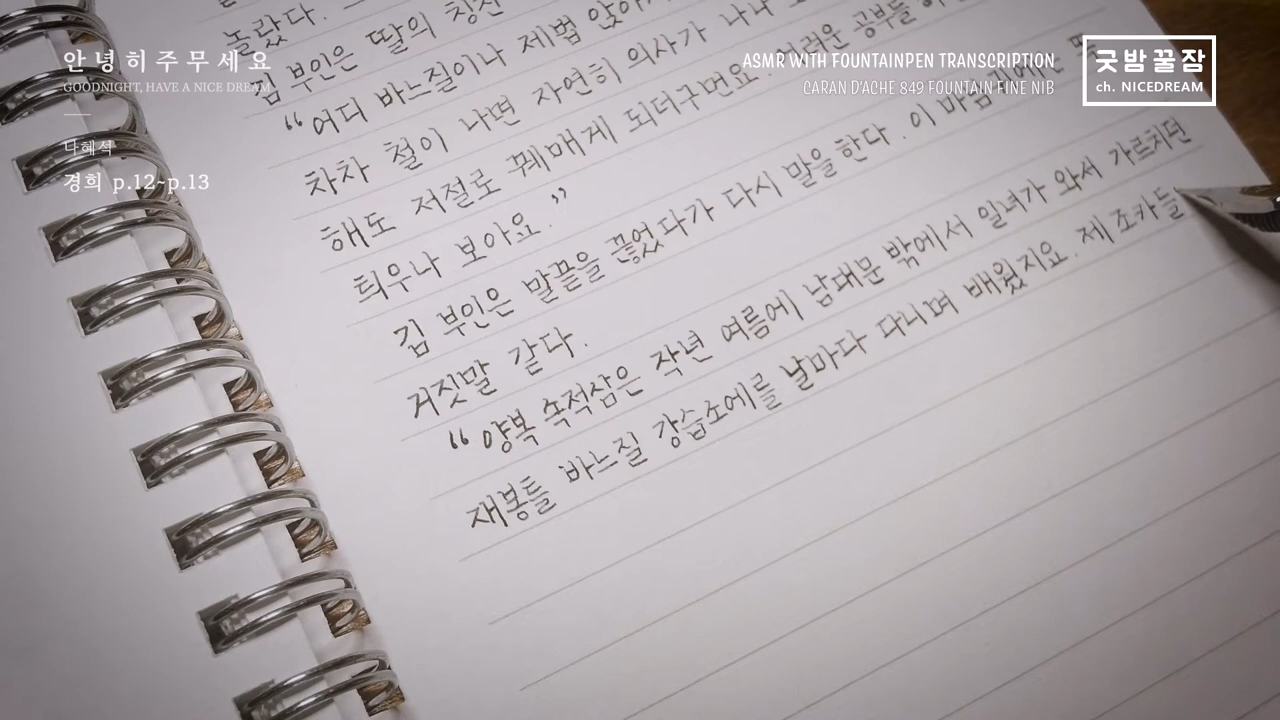 안녕히주무세요
GOODNIGHT, HAVE A NICE DREAM
나혜석
경희 p.12~p.13
ASMR WITH FOUNTAINPEN TRANSCRIPTION
CARAN D'ACHE 849 FOUNTAIN FINE NIB
굿밤꿀잠
ch. NICEDREAM
놀랐다.
김 부인은 딸의 칭찬
"어디 바느질이나 제법 앉아
차차 철이 나면 자연히 의사가 나나
해도 저절로 꿰매게 되더구먼요. 어려운 공부들
틔우나 보아요."
김 부인은 말끝을 끊었다가 다시 말을 한다. 이 마님
거짓말 같다.
"양복 속적삼은 작년 여름에 남대문 밖에서 일녀가 와서 가르치던
재봉틀 바느질 강습소에를 날마다 다니며 배웠지요. 제 조카들